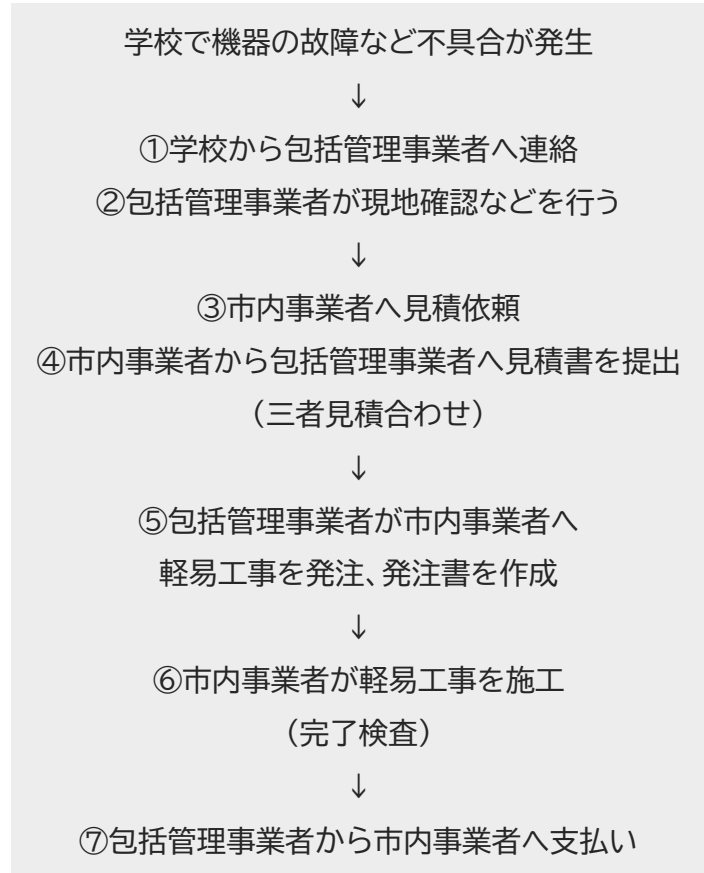 学校で機器の故障など不具合が発生
↓
①学校から包括管理事業者へ連絡
②包括管理事業者が現地確認などを行う
↓
③市内事業者へ見積依頼
④市内事業者から包括管理事業者へ見積書を提出
（三者見積合わせ）
↓
⑤包括管理事業者が市内事業者へ
軽易工事を発注、発注書を作成
↓
⑥市内事業者が軽易工事を施工
（完了検査）
↓
⑦包括管理事業者から市内事業者へ支払い